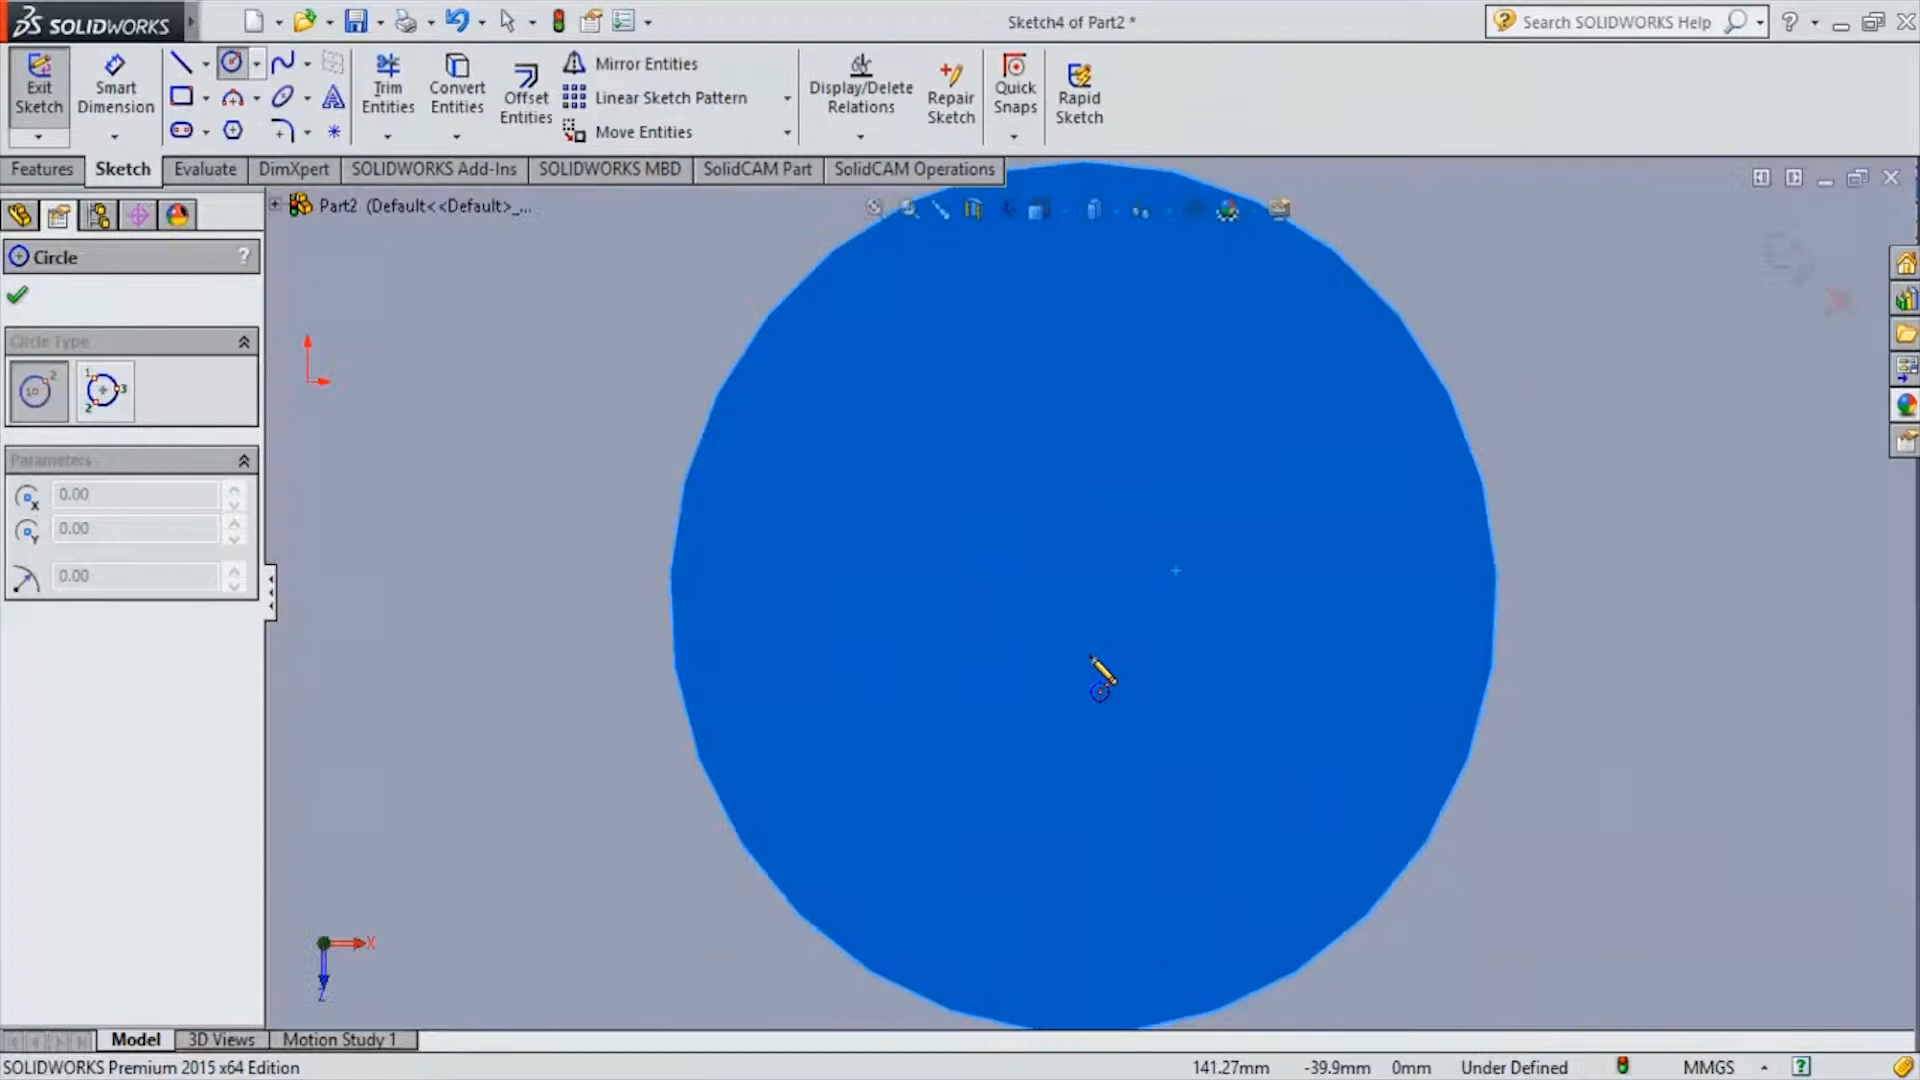 SOLIDWORKS
Sketch4 of Part2 *
Search SOLIDWORKS Help
Exit Sketch
Smart Dimension
Trim Entities
Convert Entities
Offset Entities
Mirror Entities
Linear Sketch Pattern
Move Entities
Display/Delete Relations
Repair Sketch
Quick Snaps
Rapid Sketch
Features
Sketch
Evaluate
DimXpert
SOLIDWORKS Add-Ins
SOLIDWORKS MBD
SolidCAM Part
SolidCAM Operations
Part2 (Default<<Default>_...
Circle
?
Circle Type
Parameters
0.00
0.00
0.00
X
Z
Model
3D Views
Motion Study 1
SOLIDWORKS Premium 2015 x64 Edition
141.27mm
-39.9mm
0mm
Under Defined
MMGS